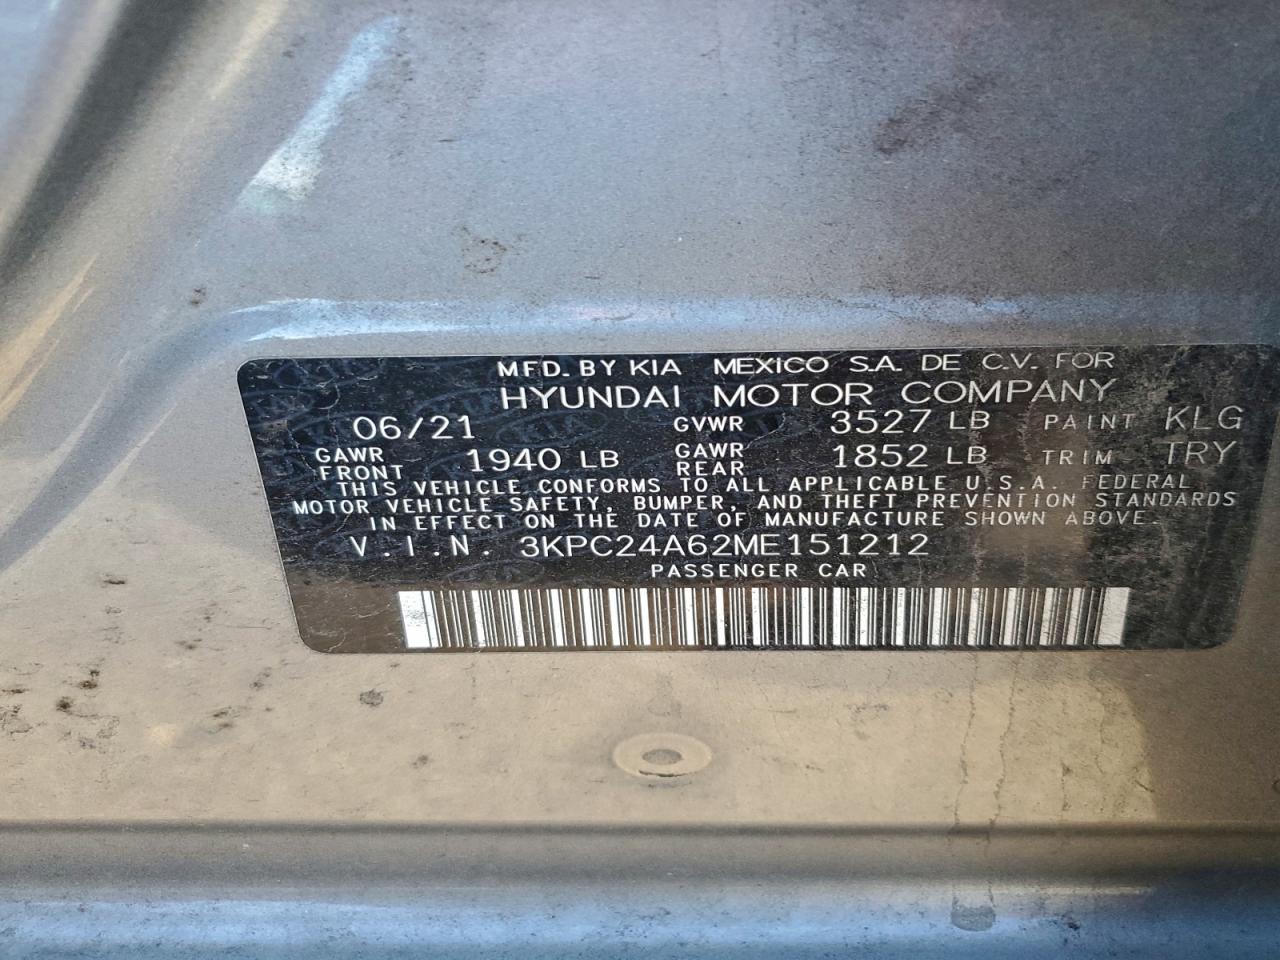 MFD. BY KIA MEXICO S.A. DE C.V. FOR
HYUNDAI MOTOR COMPANY
06/21 GVWR 3527 LB PAINT KLG
GAWR FRONT 1940 LB GAWR REAR 1852 LB TRIM TRY
THIS VEHICLE CONFORMS TO ALL APPLICABLE U.S.A. FEDERAL
MOTOR VEHICLE SAFETY, BUMPER, AND THEFT PREVENTION STANDARDS
IN EFFECT ON THE DATE OF MANUFACTURE SHOWN ABOVE.
V.I.N. 3KPC24A62ME151212
PASSENGER CAR